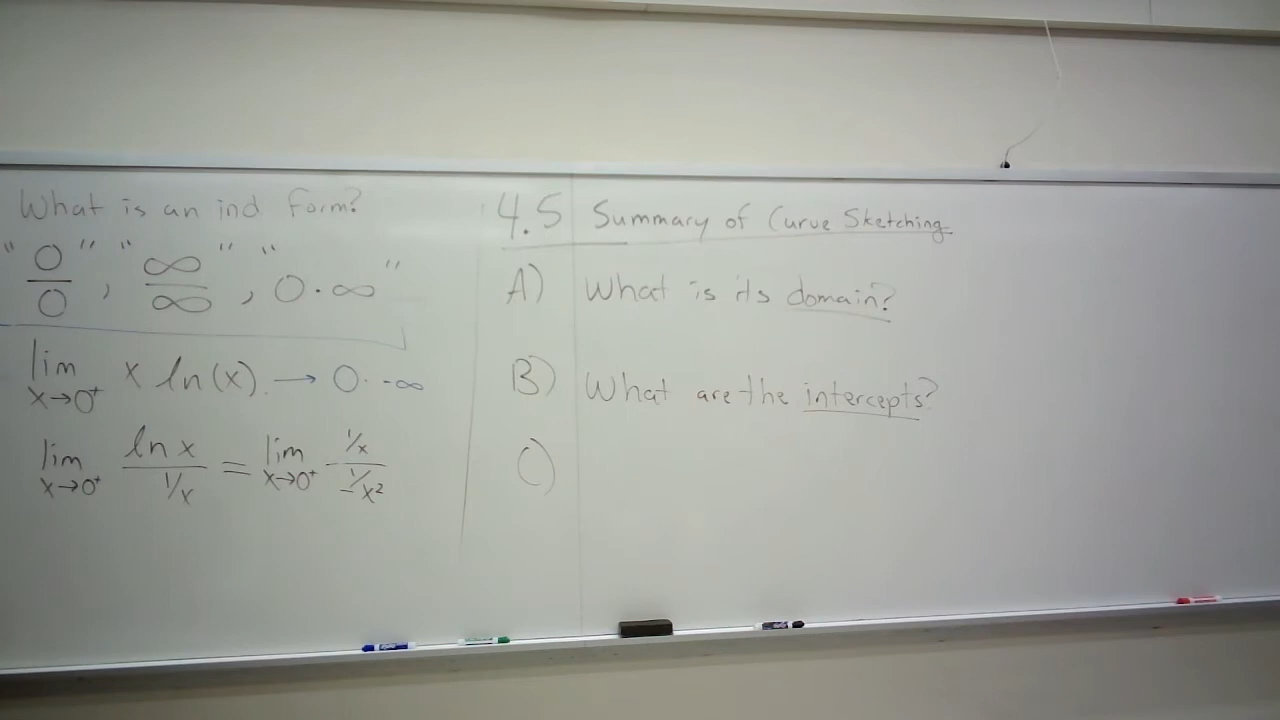 What is an ind form?
"0/0", "∞/∞", "0·∞"
lim x→0⁺ x ln(x). → 0·-∞
lim x→0⁺ ln x / 1/x = lim x→0⁺ 1/x / -1/x²
4.5 Summary of Curve Sketching
A) What is its domain?
B) What are the intercepts?
C)